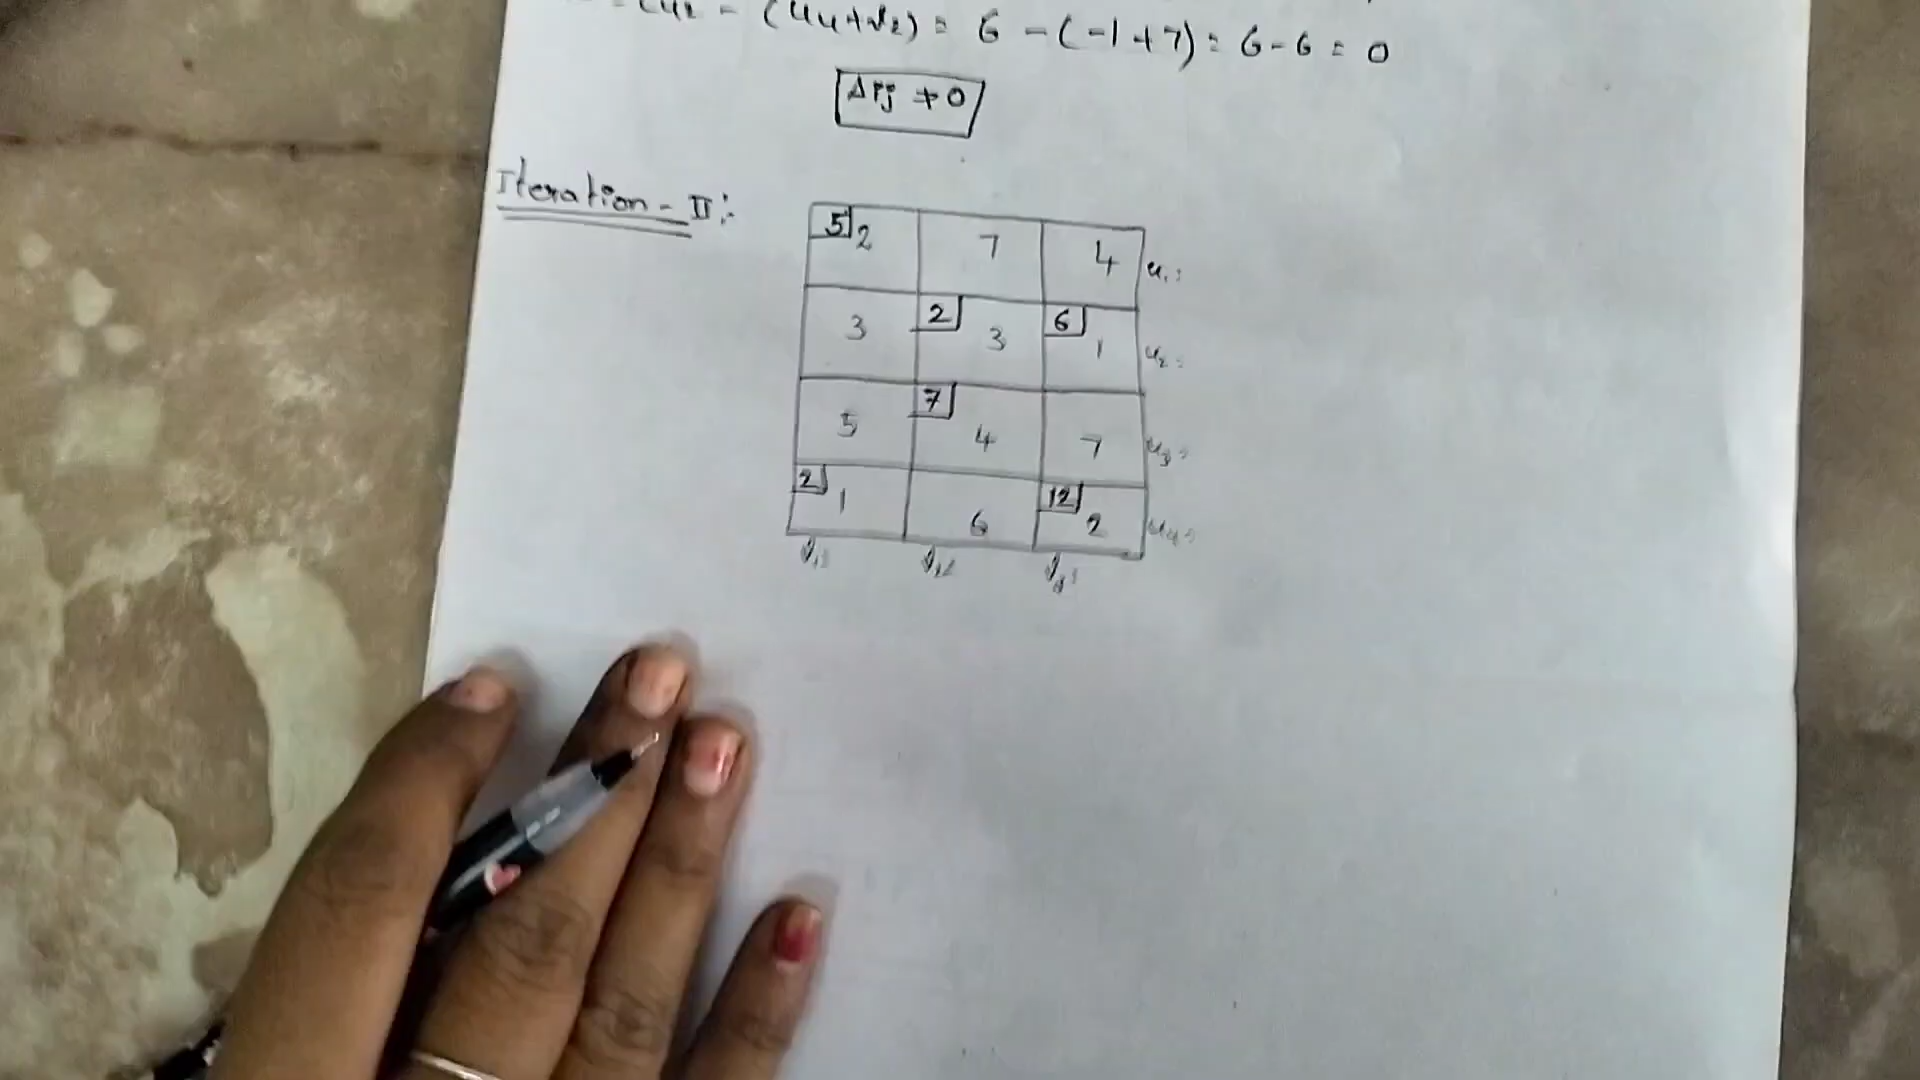 - (u4+v2) = 6 - (-1+7) = 6-6 = 0
Δij ≠ 0
Iteration - II :-
5 2 7 4 u1 =
3 2 3 6 1 u2 =
5 7 4 7 u3 =
2 1 6 12 2 u4 =
v1= v2= v3=